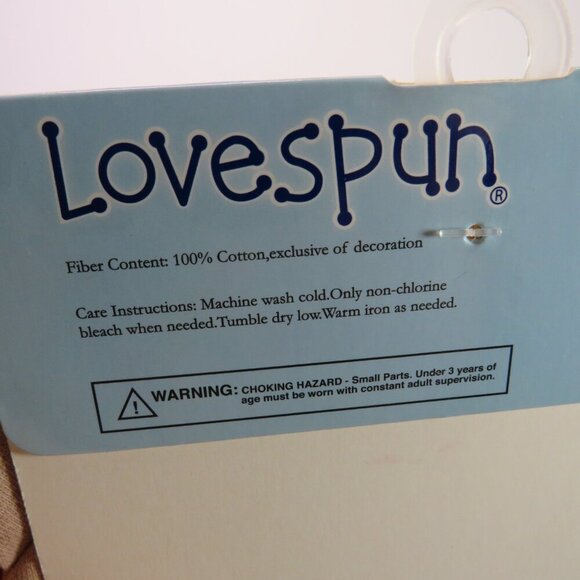 Lovespun®
Fiber Content: 100% Cotton,exclusive of decoration
Care Instructions: Machine wash cold.Only non-chlorine
bleach when needed.Tumble dry low.Warm iron as needed.
WARNING: CHOKING HAZARD - Small Parts. Under 3 years of
age must be worn with constant adult supervision.